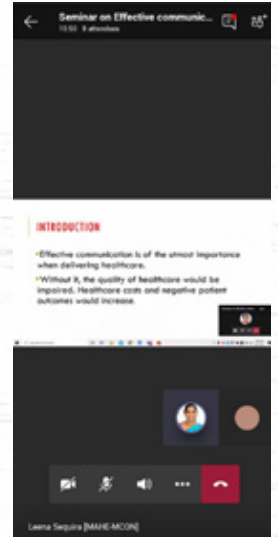 Seminar on Effective communic...
10:50 8 attendees
INTRODUCTION
•Effective communication is of the utmost importance
when delivering healthcare.
•Without it, the quality of healthcare would be
impaired. Healthcare costs and negative patient
outcomes would increase.
Leena Sequira [MAHE-MCON]